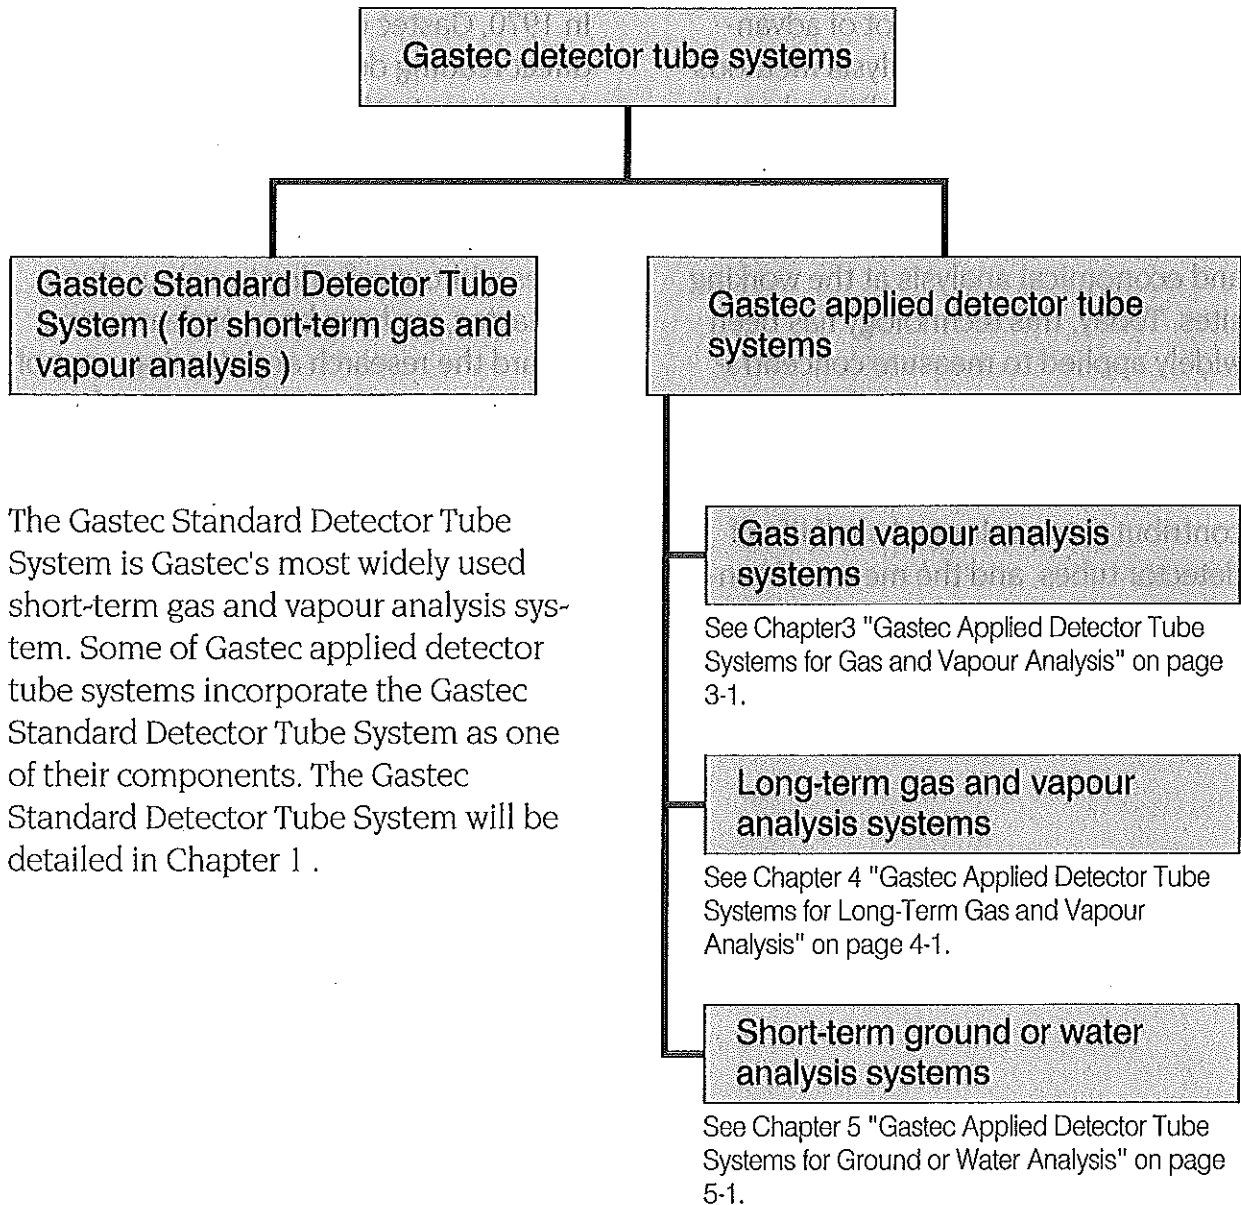 Gastec detector tube systems
Gastec Standard Detector Tube
System ( for short-term gas and
vapour analysis )
The Gastec Standard Detector Tube
System is Gastec's most widely used
short-term gas and vapour analysis sys-
tem. Some of Gastec applied detector
tube systems incorporate the Gastec
Standard Detector Tube System as one
of their components. The Gastec
Standard Detector Tube System will be
detailed in Chapter 1 .
Gastec applied detector tube
systems
Gas and vapour analysis
systems
See Chapter3 "Gastec Applied Detector Tube
Systems for Gas and Vapour Analysis" on page
3-1.
Long-term gas and vapour
analysis systems
See Chapter 4 "Gastec Applied Detector Tube
Systems for Long-Term Gas and Vapour
Analysis" on page 4-1.
Short-term ground or water
analysis systems
See Chapter 5 "Gastec Applied Detector Tube
Systems for Ground or Water Analysis" on page
5-1.